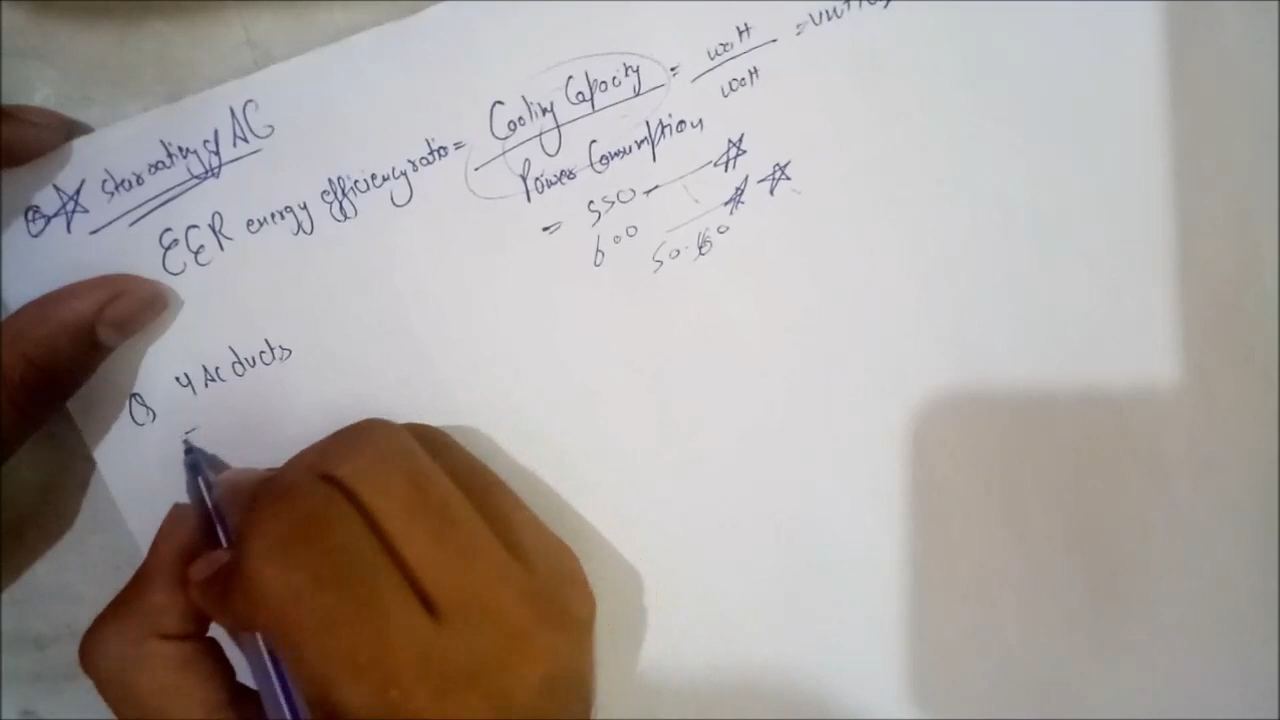 Q ☆ Star rating of AC
EER energy efficiency ratio = Cooling Capacity / Power Consumption = watt / watt =
= 550 — ☆
600 — ☆ ☆
50.
Q 4 AC ducts